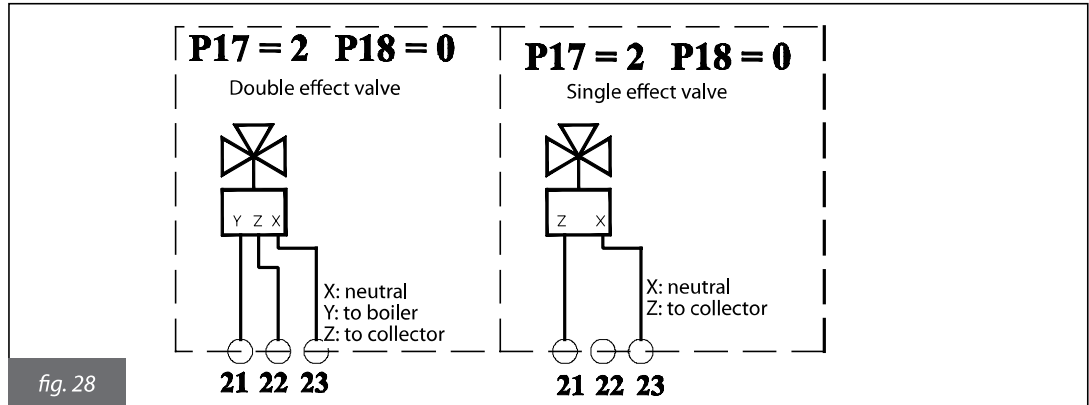 P17 = 2 P18 = 0
Double effect valve
Y Z X
X: neutral
Y: to boiler
Z: to collector
21 22 23
P17 = 2 P18 = 0
Single effect valve
Z X
X: neutral
Z: to collector
21 22 23
fig. 28